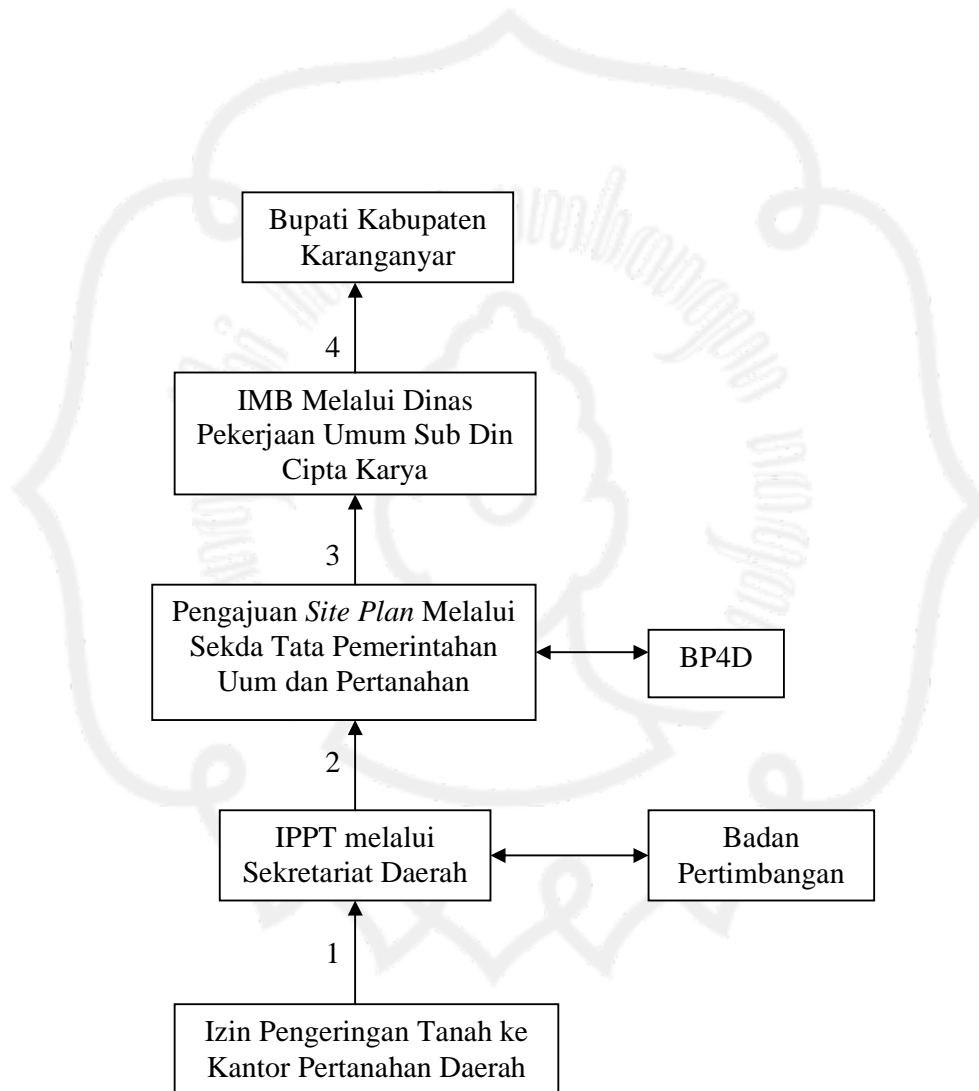 Bupati Kabupaten
Karanganyar
4
IMB Melalui Dinas
Pekerjaan Umum Sub Din
Cipta Karya
3
Pengajuan Site Plan Melalui
Sekda Tata Pemerintahan
Uum dan Pertanahan
BP4D
2
IPPT melalui
Sekretariat Daerah
Badan
Pertimbangan
1
Izin Pengeringan Tanah ke
Kantor Pertanahan Daerah